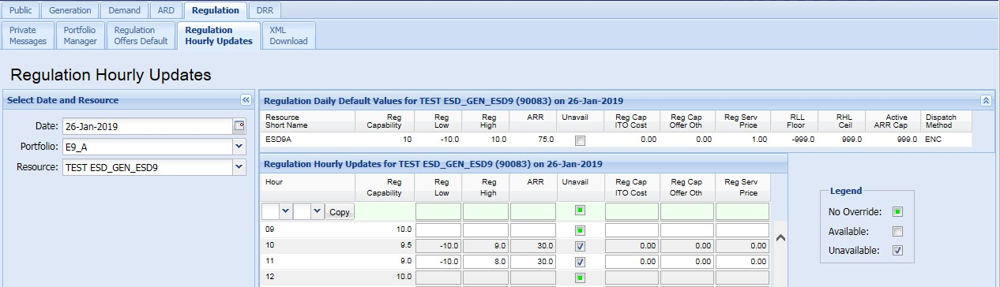 Public Generation Demand ARD Regulation DRR
Private Messages Portfolio Manager Regulation Offers Default Regulation Hourly Updates XML Download
Regulation Hourly Updates
Select Date and Resource
Date: 26-Jan-2019
Portfolio: E9_A
Resource: TEST ESD_GEN_ESD9
Regulation Daily Default Values for TEST ESD_GEN_ESD9 (90083) on 26-Jan-2019
Resource Short Name Reg Capability Reg Low Reg High ARR Unavail Reg Cap ITO Cost Reg Cap Offer Oth Reg Serv Price RLL Floor RHL Ceil Active ARR Cap Dispatch Method
ESD9A 10 -10.0 10.0 75.0 0.00 0.00 1.00 -999.0 999.0 999.0 ENC
Regulation Hourly Updates for TEST ESD_GEN_ESD9 (90083) on 26-Jan-2019
Hour Reg Capability Reg Low Reg High ARR Unavail Reg Cap ITO Cost Reg Cap Offer Oth Reg Serv Price
Copy
09 10.0
10 9.5 -10.0 9.0 30.0 0.00 0.00 0.00
11 9.0 -10.0 8.0 30.0 0.00 0.00 0.00
12 10.0
Legend
No Override:
Available:
Unavailable: